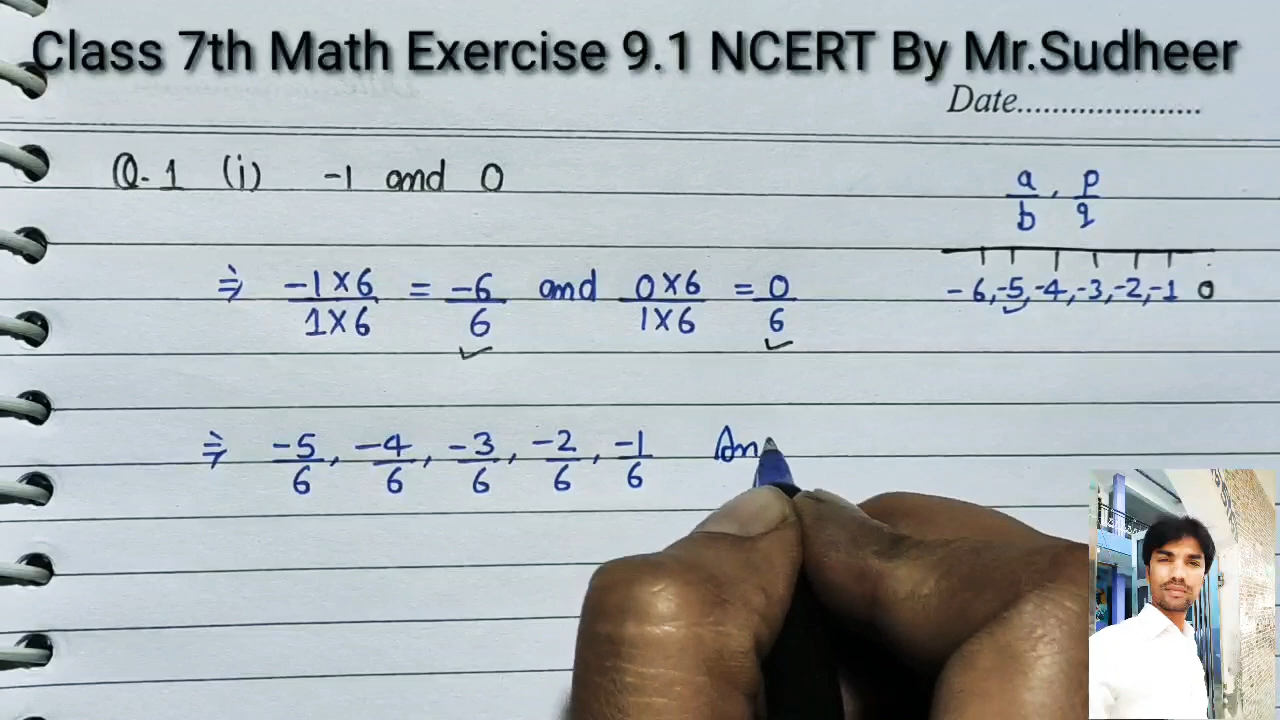 Class 7th Math Exercise 9.1 NCERT By Mr.Sudheer
Date.....................
Q.1 (i) -1 and 0
a/b, p/q
⇒ -1×6/1×6 = -6/6 and 0×6/1×6 = 0/6
-6,-5,-4,-3,-2,-1 0
⇒ -5/6, -4/6, -3/6, -2/6, -1/6 An